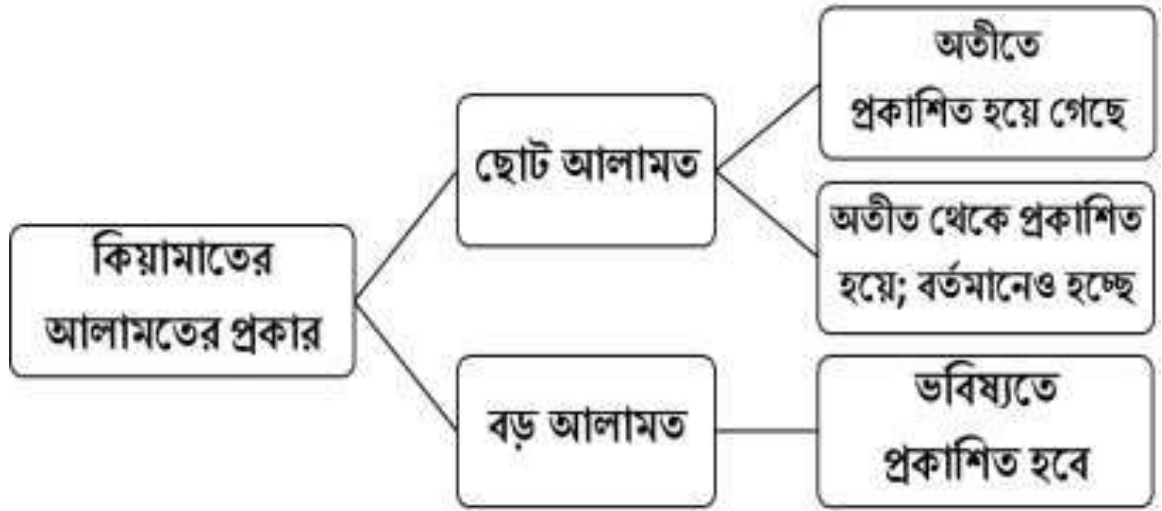 কিয়ামাতের
আলামতের প্রকার
ছোট আলামত
অতীতে
প্রকাশিত হয়ে গেছে
অতীত থেকে প্রকাশিত
হয়ে; বর্তমানেও হচ্ছে
বড় আলামত
ভবিষ্যতে
প্রকাশিত হবে